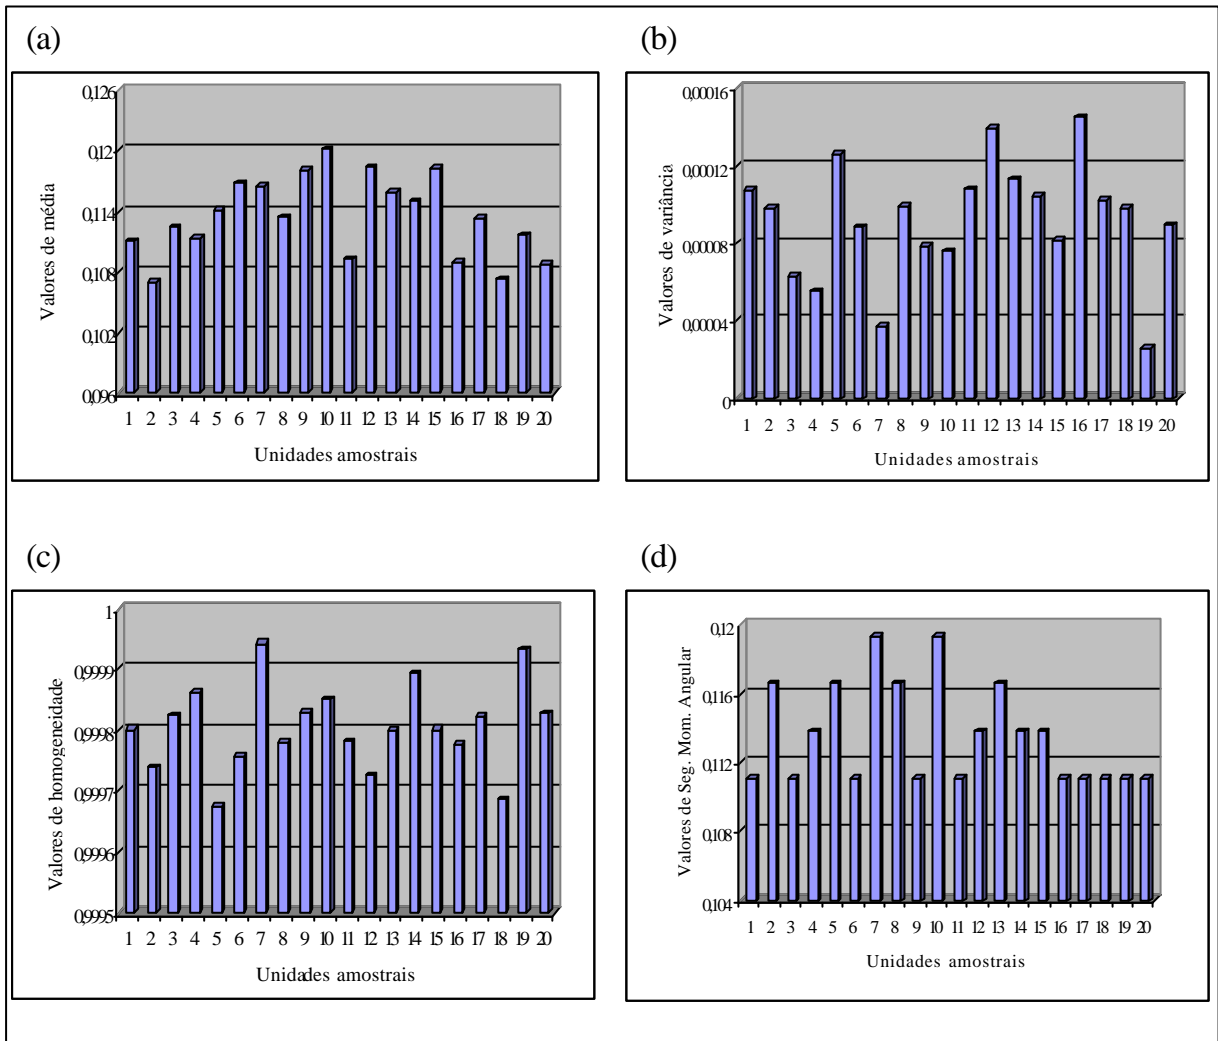 (a)
(b)
0,126
0,12
0,114
0,108
0,102
0,096
Valores de média
1 2 3 4 5 6 7 8 9 10 11 12 13 14 15 16 17 18 19 20
Unidades amostrais
0,00016
0,00012
0,00008
0,00004
0
Valores de variância
1 2 3 4 5 6 7 8 9 10 11 12 13 14 15 16 17 18 19 20
Unidades amostrais
(c)
(d)
1
0,9999
0,9998
0,9997
0,9996
0,9995
Valores de homogeneidade
1 2 3 4 5 6 7 8 9 10 11 12 13 14 15 16 17 18 19 20
Unidades amostrais
0,12
0,116
0,112
0,108
0,104
Valores de Seg. Mom. Angular
1 2 3 4 5 6 7 8 9 10 11 12 13 14 15 16 17 18 19 20
Unidades amostrais